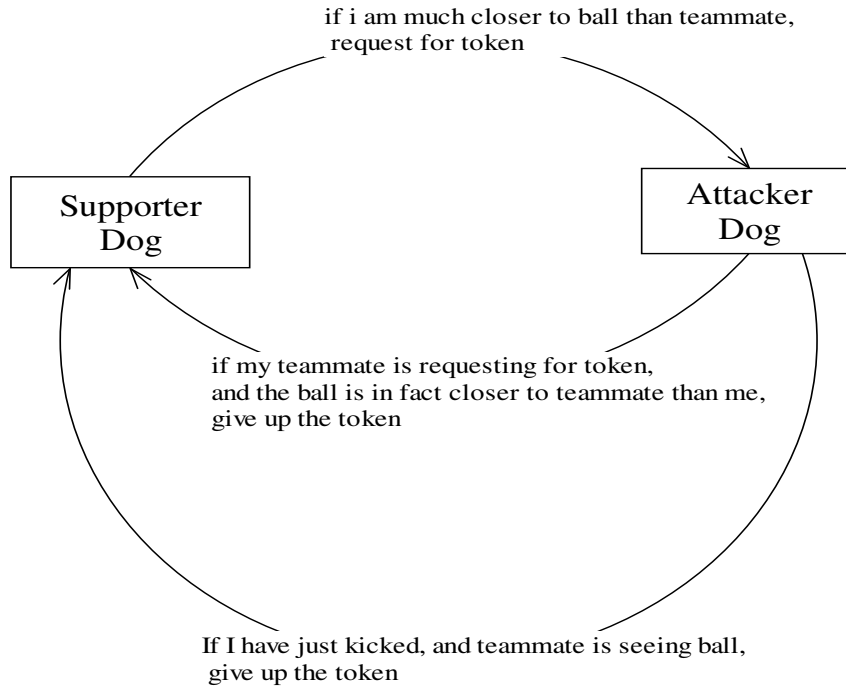 if i am much closer to ball than teammate,
request for token
Supporter
Dog
Attacker
Dog
if my teammate is requesting for token,
and the ball is in fact closer to teammate than me,
give up the token
If I have just kicked, and teammate is seeing ball,
give up the token